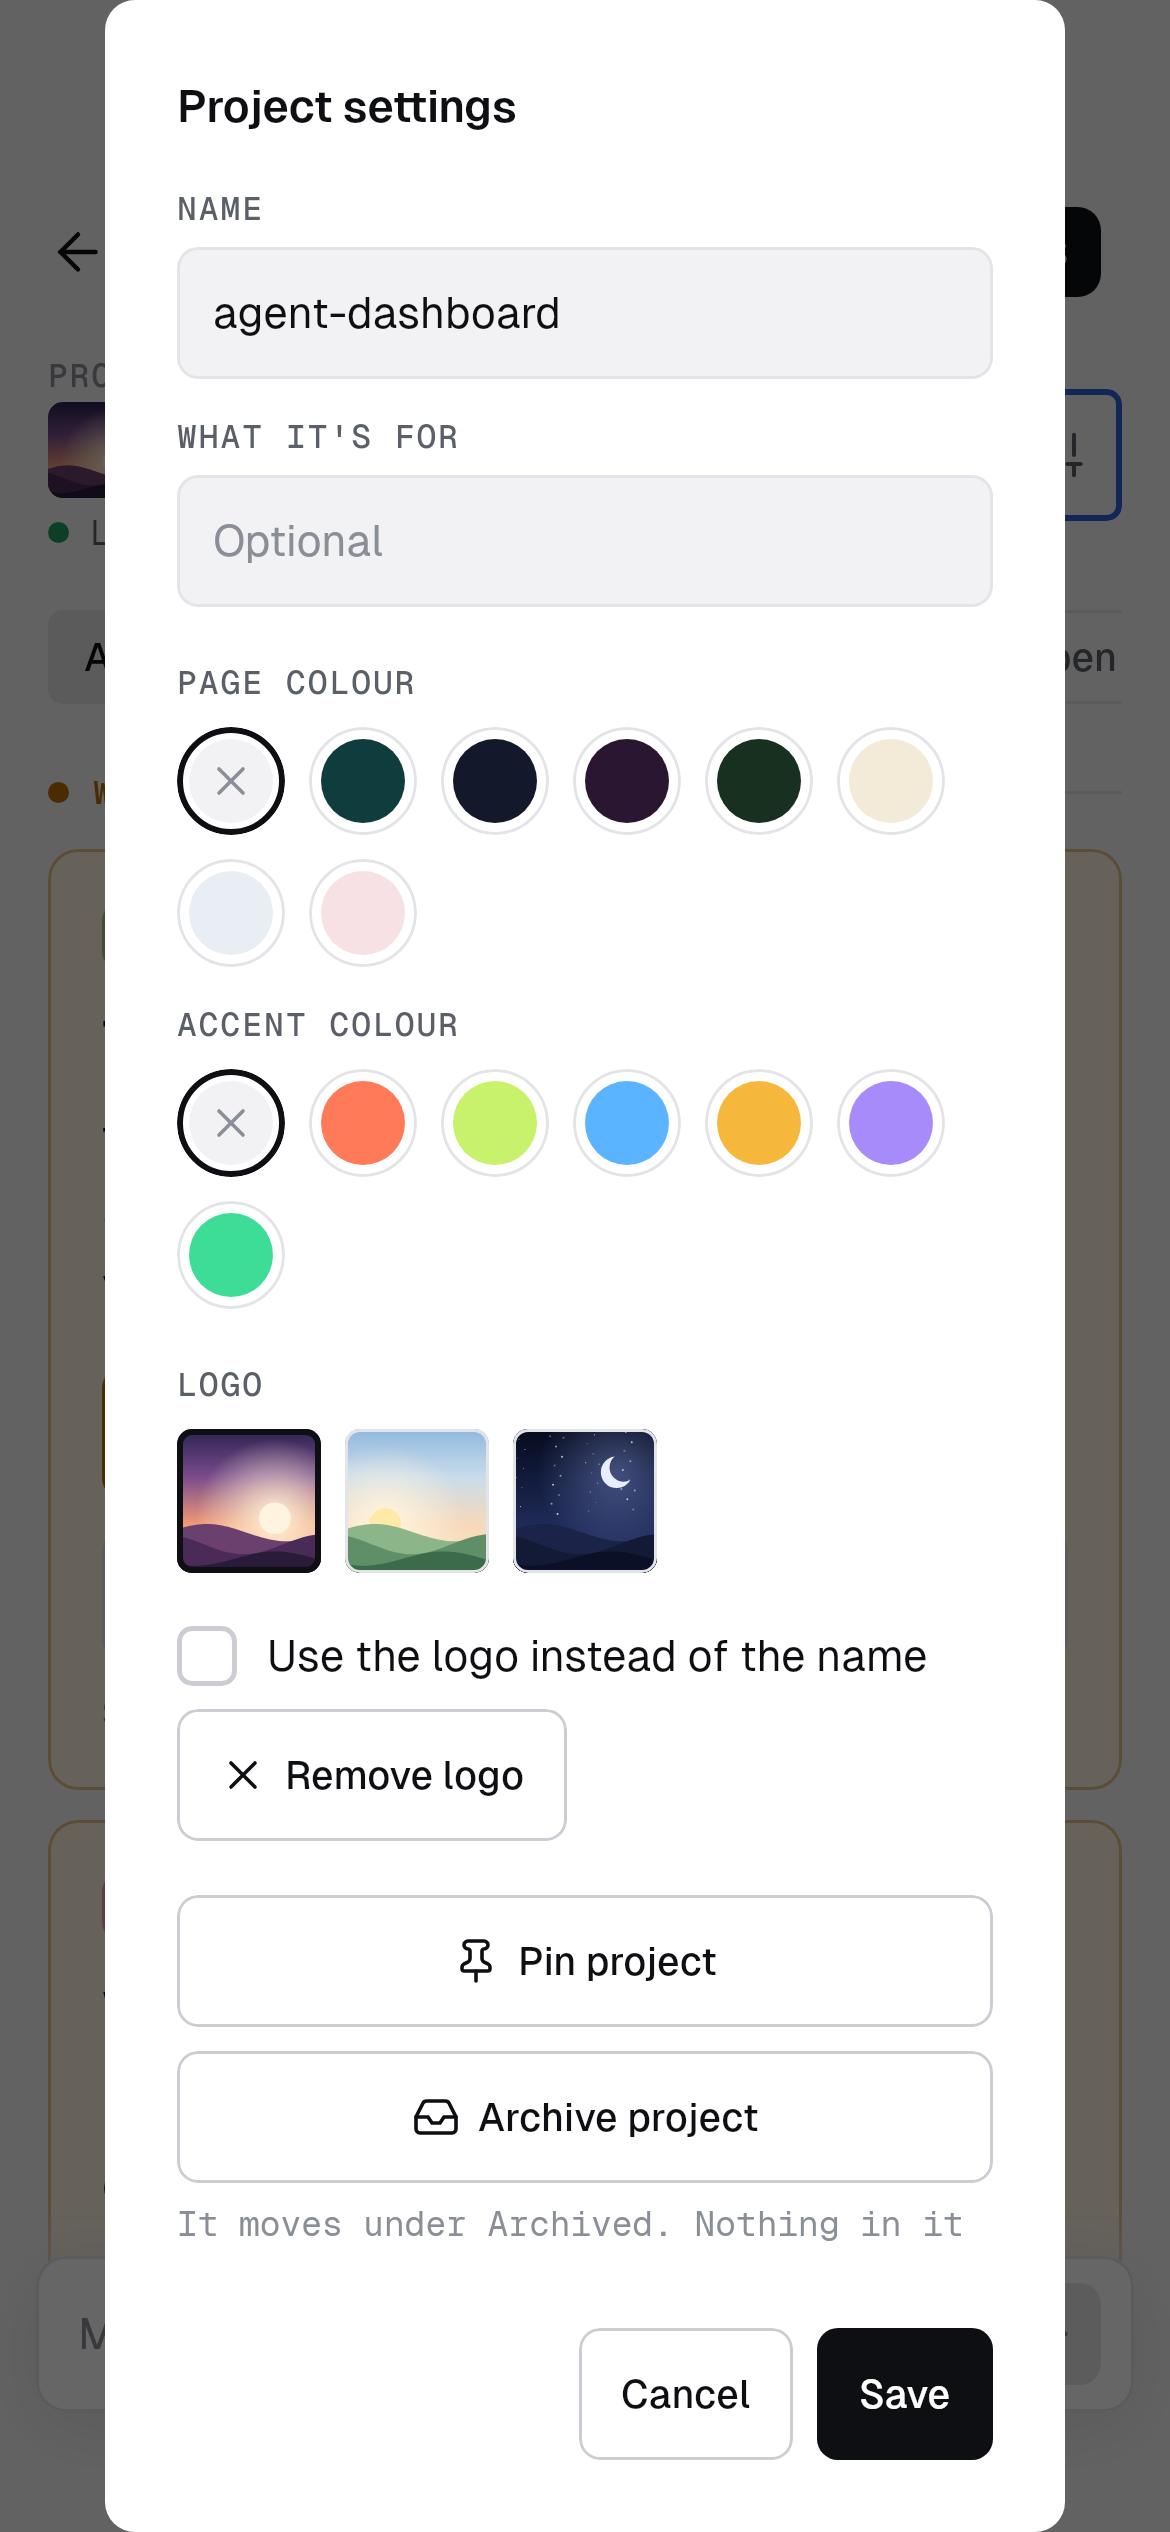 Project settings
NAME
agent-dashboard
PRO
WHAT IT'S FOR
Optional
PAGE COLOUR
ACCENT COLOUR
LOGO
Use the logo instead of the name
Remove logo
Pin project
Archive project
It moves under Archived. Nothing in it
Cancel
Save